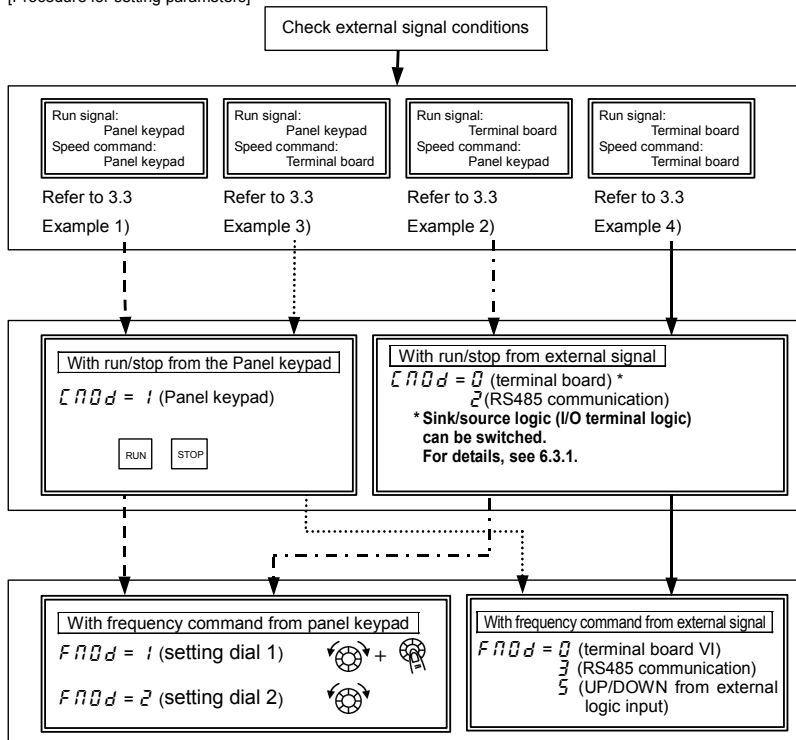 [Procedure for setting parameters]
Check external signal conditions
Run signal:
Panel keypad
Speed command:
Panel keypad
Run signal:
Panel keypad
Speed command:
Terminal board
Run signal:
Terminal board
Speed command:
Panel keypad
Run signal:
Terminal board
Speed command:
Terminal board
Refer to 3.3
Example 1)
Refer to 3.3
Example 3)
Refer to 3.3
Example 2)
Refer to 3.3
Example 4)
With run/stop from the Panel keypad
CMOd = 1 (Panel keypad)
RUN
STOP
With run/stop from external signal
CMOd = 0 (terminal board) *
2 (RS485 communication)
* Sink/source logic (I/O terminal logic)
can be switched.
For details, see 6.3.1.
With frequency command from panel keypad
FMOd = 1 (setting dial 1)
+
FMOd = 2 (setting dial 2)
With frequency command from external signal
FMOd = 0 (terminal board VI)
3 (RS485 communication)
5 (UP/DOWN from external
logic input)